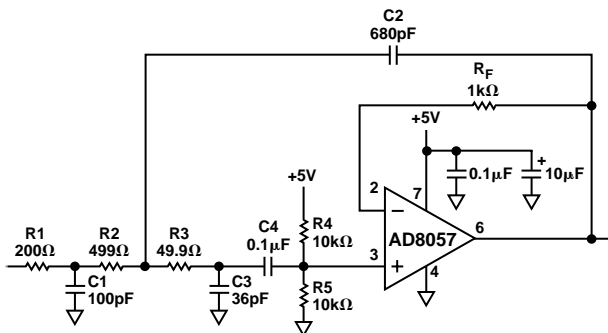 C2
680pF
RF
1kΩ
+5V
0.1μF
+
10μF
7
2
–
AD8057
6
3
+
4
+5V
R4
10kΩ
C4
0.1μF
R1
200Ω
R2
499Ω
R3
49.9Ω
C1
100pF
C3
36pF
R5
10kΩ